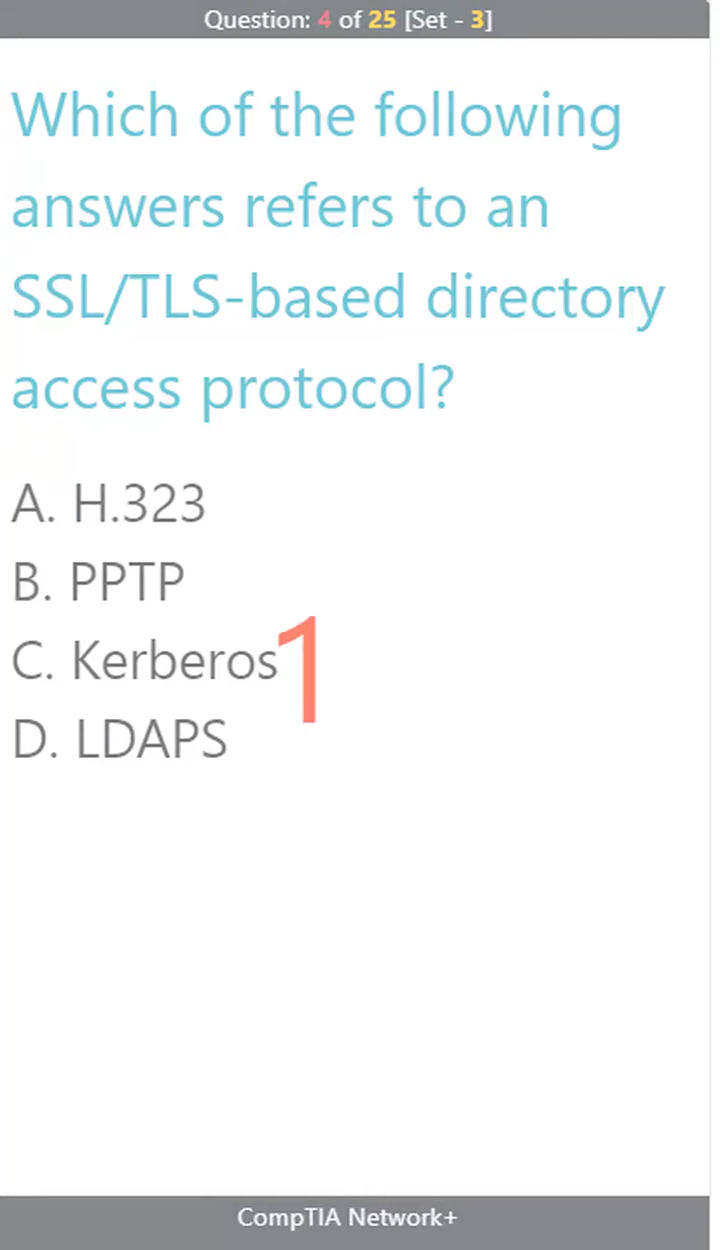 Question: 4 of 25 [Set - 3]
Which of the following
answers refers to an
SSL/TLS-based directory
access protocol?
A. H.323
B. PPTP
C. Kerberos
1
D. LDAPS
CompTIA Network+